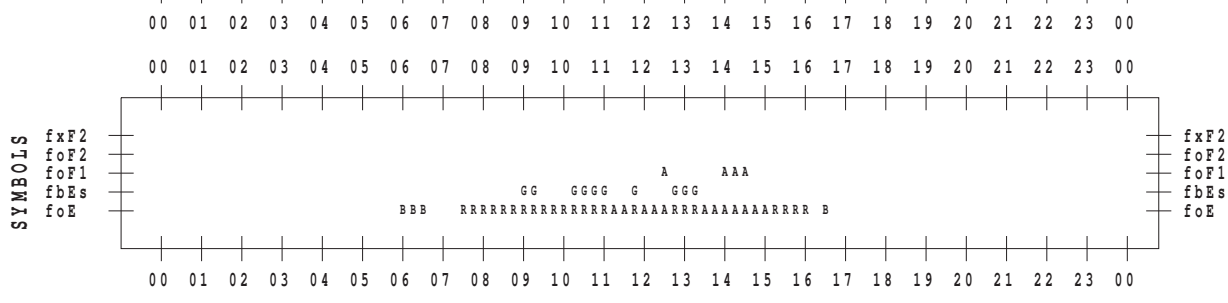 00 01 02 03 04 05 06 07 08 09 10 11 12 13 14 15 16 17 18 19 20 21 22 23 00
00 01 02 03 04 05 06 07 08 09 10 11 12 13 14 15 16 17 18 19 20 21 22 23 00
SYMBOLS
fxF2 fxF2
foF2 foF2
foF1 A AAA foF1
fbEs GG GGGG G GGG fbEs
foE BBB RRRRRRRRRRRRRRRAARAAARRRAAAAAAARRRR B foE
00 01 02 03 04 05 06 07 08 09 10 11 12 13 14 15 16 17 18 19 20 21 22 23 00